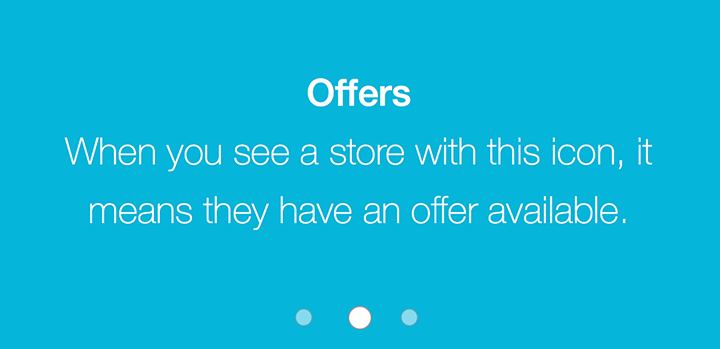 Offers
When you see a store with this icon, it
means they have an offer available.